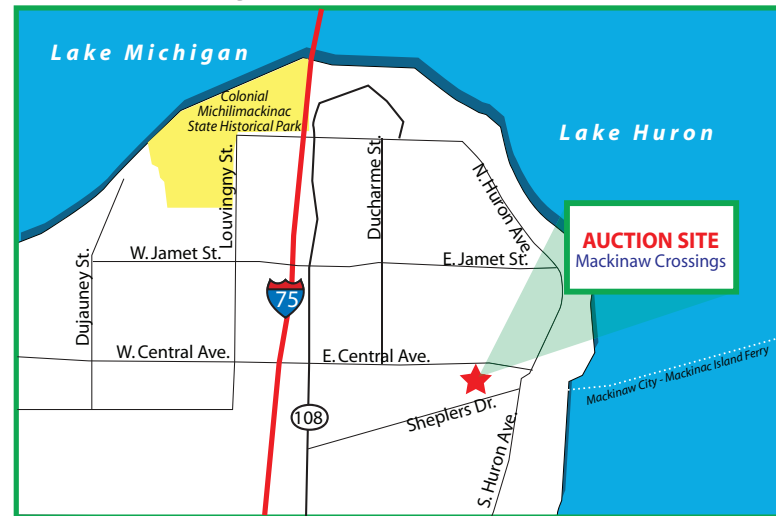 Lake Michigan
Colonial
Michilimackinac
State Historical Park
Lake Huron
Louvingny St.
Ducharme St.
N. Huron Ave.
AUCTION SITE
Mackinaw Crossings
Dujauney St.
W. Jamet St.
E. Jamet St.
75
W. Central Ave.
E. Central Ave.
Mackinaw City - Mackinac Island Ferry
108
Sheplers Dr.
S. Huron Ave.